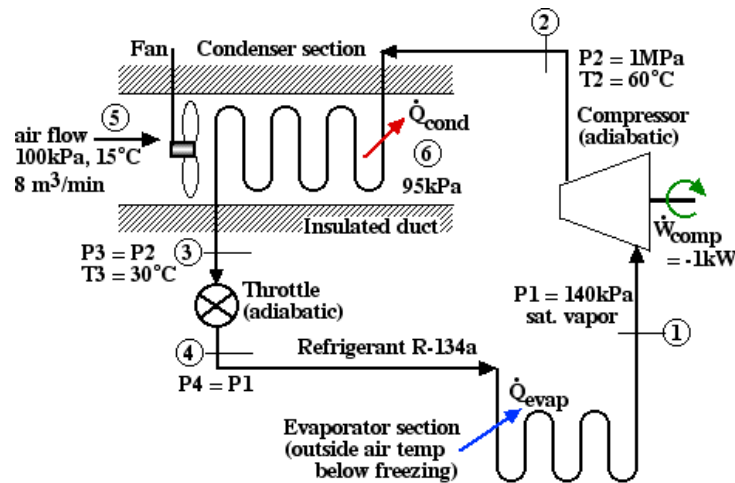 Fan
Condenser section
2
P2 = 1MPa
T2 = 60°C
Compressor
(adiabatic)
5
air flow
100kPa, 15°C
8 m³/min
Q̇cond
6
95kPa
Insulated duct
Ẇcomp
= -1kW
P3 = P2
T3 = 30°C
3
Throttle
(adiabatic)
P1 = 140kPa
sat. vapor
1
4
Refrigerant R-134a
P4 = P1
Q̇evap
Evaporator section
(outside air temp
below freezing)